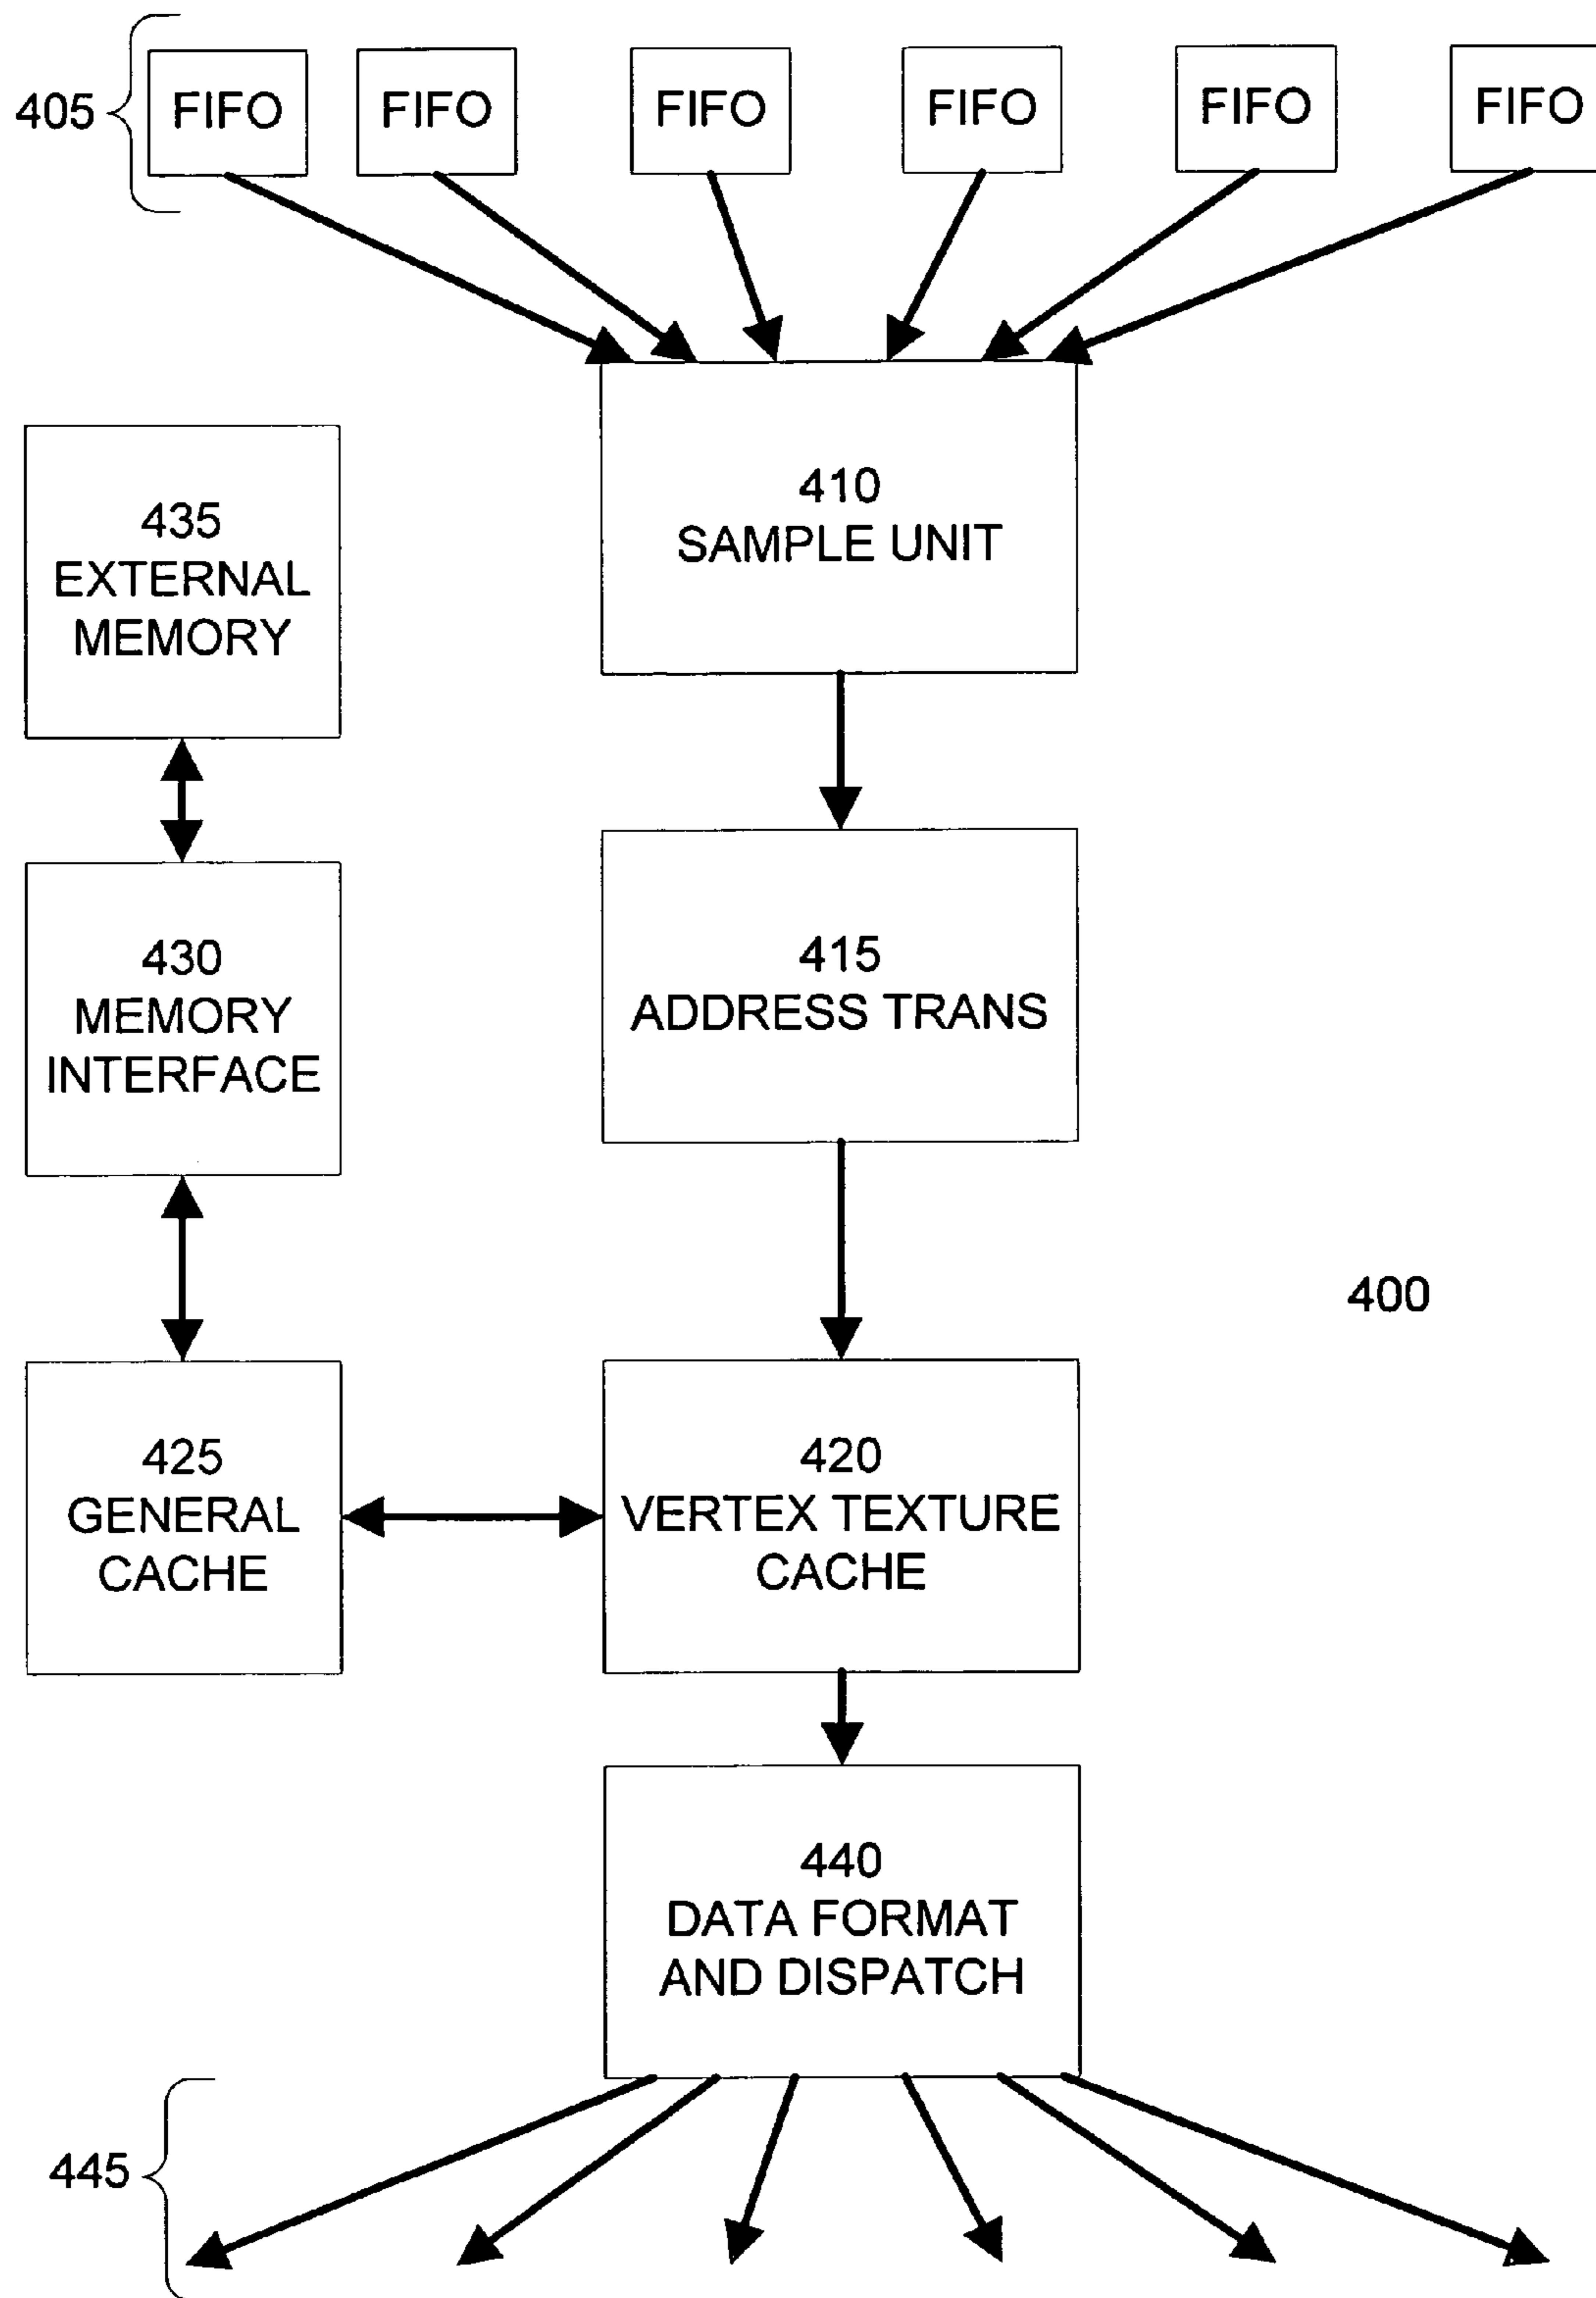 405
FIFO
FIFO
FIFO
FIFO
FIFO
FIFO
410
SAMPLE UNIT
435
EXTERNAL
MEMORY
415
ADDRESS TRANS
430
MEMORY
INTERFACE
400
420
VERTEX TEXTURE
CACHE
425
GENERAL
CACHE
440
DATA FORMAT
AND DISPATCH
445